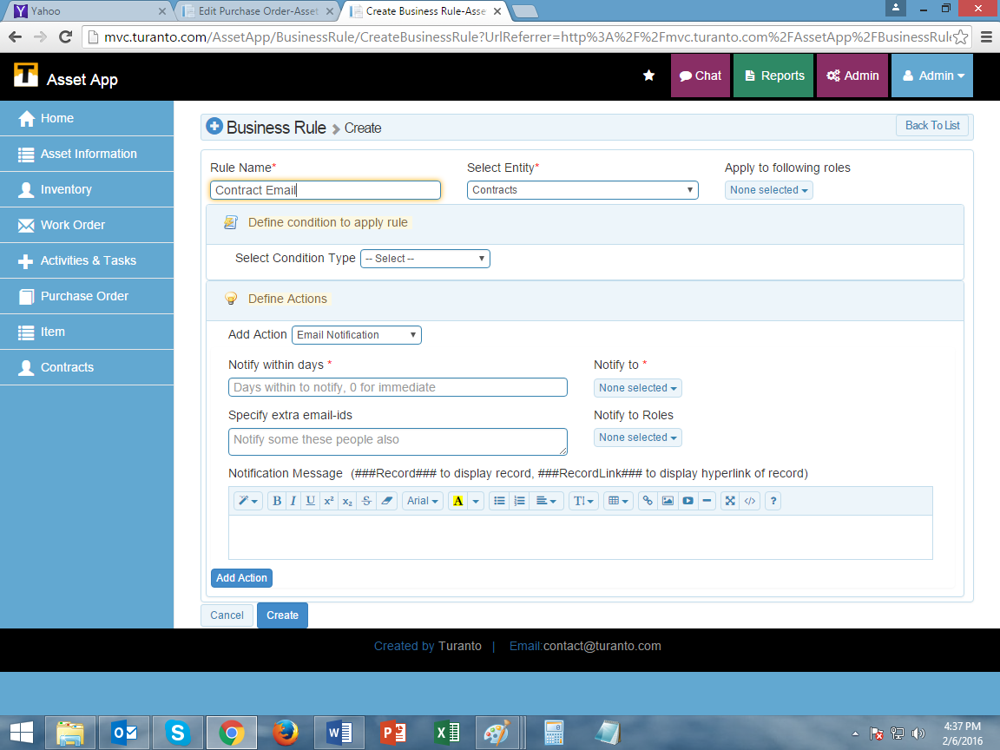 Yahoo
Edit Purchase Order-Asset
Create Business Rule-Asse
mvc.turanto.com/AssetApp/BusinessRule/CreateBusinessRule?UrlReferrer=http%3A%2F%2Fmvc.turanto.com%2FAssetApp%2FBusinessRul
T Asset App
Chat
Reports
Admin
Admin
Home
Asset Information
Inventory
Work Order
Activities & Tasks
Purchase Order
Item
Contracts
Business Rule > Create
Back To List
Rule Name*
Select Entity*
Apply to following roles
Contract Email
Contracts
None selected
Define condition to apply rule
Select Condition Type -- Select --
Define Actions
Add Action Email Notification
Notify within days *
Notify to *
Days within to notify, 0 for immediate
None selected
Specify extra email-ids
Notify to Roles
Notify some these people also
None selected
Notification Message (###Record### to display record, ###RecordLink### to display hyperlink of record)
B I U x² x₂ S Arial A T! </> ?
Add Action
Cancel
Create
Created by Turanto | Email:contact@turanto.com
4:37 PM
2/6/2016